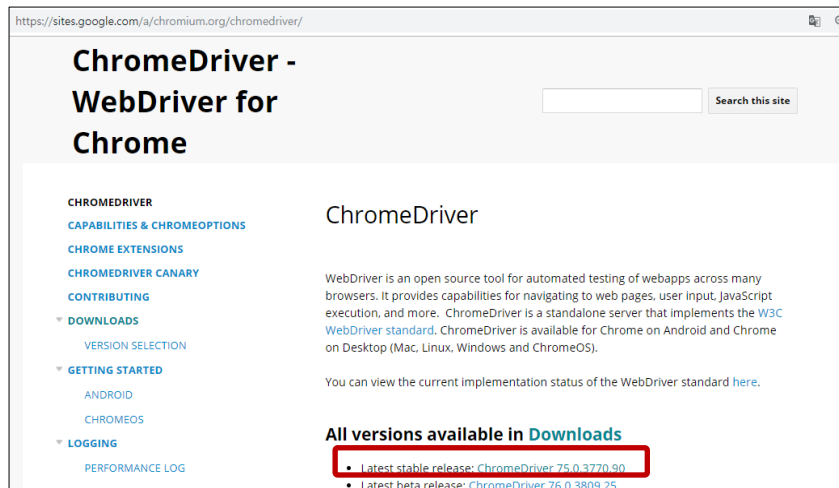 https://sites.google.com/a/chromium.org/chromedriver/
ChromeDriver -
WebDriver for
Chrome
Search this site
CHROMEDRIVER
CAPABILITIES & CHROMEOPTIONS
CHROME EXTENSIONS
CHROMEDRIVER CANARY
CONTRIBUTING
DOWNLOADS
VERSION SELECTION
GETTING STARTED
ANDROID
CHROMEOS
LOGGING
PERFORMANCE LOG
ChromeDriver
WebDriver is an open source tool for automated testing of webapps across many
browsers. It provides capabilities for navigating to web pages, user input, JavaScript
execution, and more.  ChromeDriver is a standalone server that implements the W3C
WebDriver standard. ChromeDriver is available for Chrome on Android and Chrome
on Desktop (Mac, Linux, Windows and ChromeOS).
You can view the current implementation status of the WebDriver standard here.
All versions available in Downloads
• Latest stable release: ChromeDriver 75.0.3770.90
• Latest beta release: ChromeDriver 76.0.3809.25